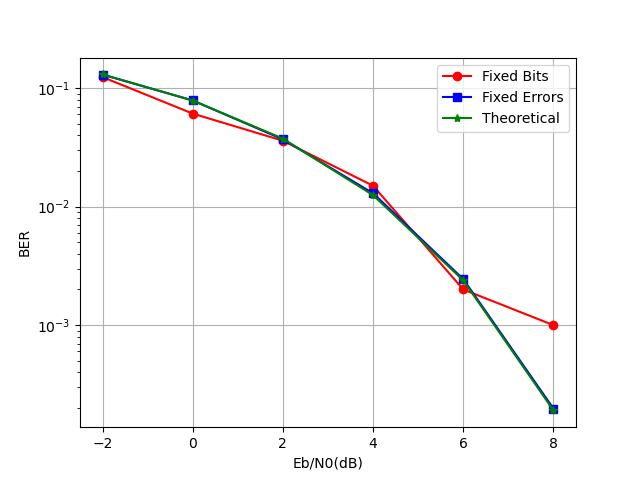 Fixed Bits
Fixed Errors
Theoretical
10⁻¹
10⁻²
10⁻³
BER
−2 0 2 4 6 8
Eb/N0(dB)